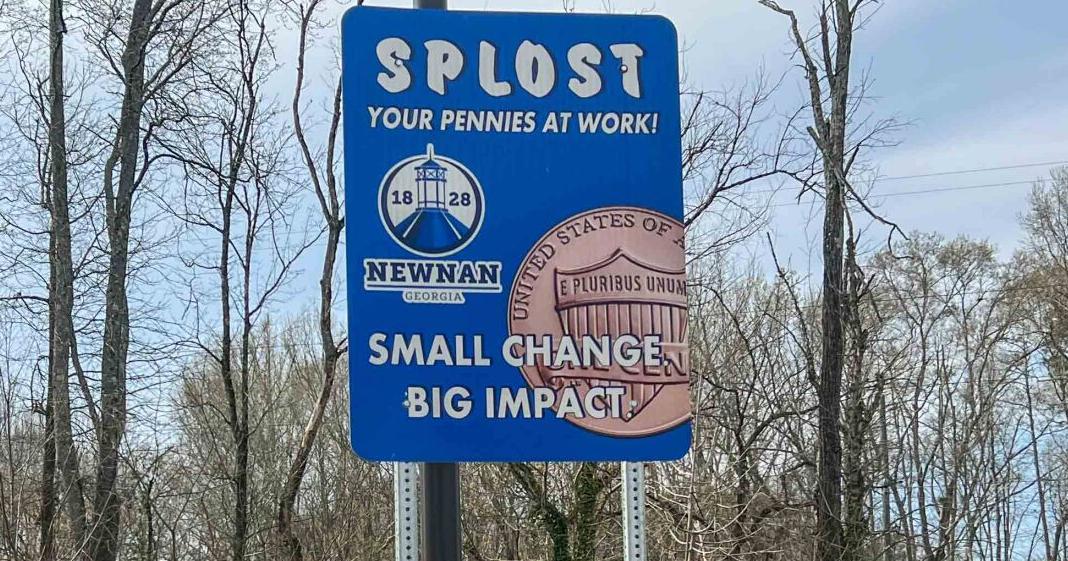 SPLOST
YOUR PENNIES AT WORK!
18 28
NEWNAN
GEORGIA
UNITED STATES OF A
E PLURIBUS UNUM
SMALL CHANGE.
BIG IMPACT.